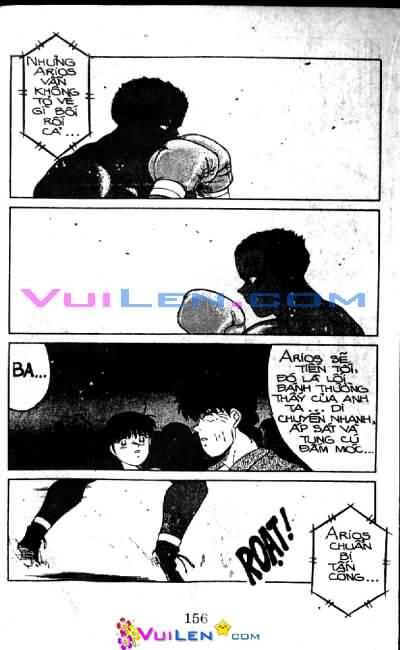 NHƯNG
ARIOS
VẪN
KHÔNG
TỎ VẺ
GÌ BỐI
RỐI
CẢ...
VUILEN.COM
BA...
ARIOS SẼ
TIẾN TỚI,
ĐÓ LÀ LỐI
ĐÁNH THƯỜNG
THẤY CỦA ANH
TA... DI
CHUYỂN NHANH,
ÁP SÁT VÀ
TUNG CÚ
ĐẤM MÓC...
ROẠT!
ARIOS
CHUẨN
BỊ
TẤN
CÔNG...
156
VUILEN.COM